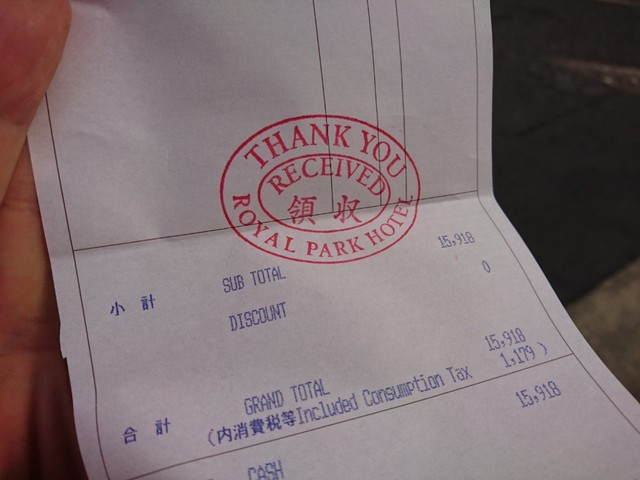 THANK YOU
RECEIVED
領収
ROYAL PARK HOTEL
小計 SUB TOTAL 15,918
DISCOUNT 0
合計 GRAND TOTAL 15,918
(内消費税等Included Consumption Tax 1,179 )
CASH 15,918